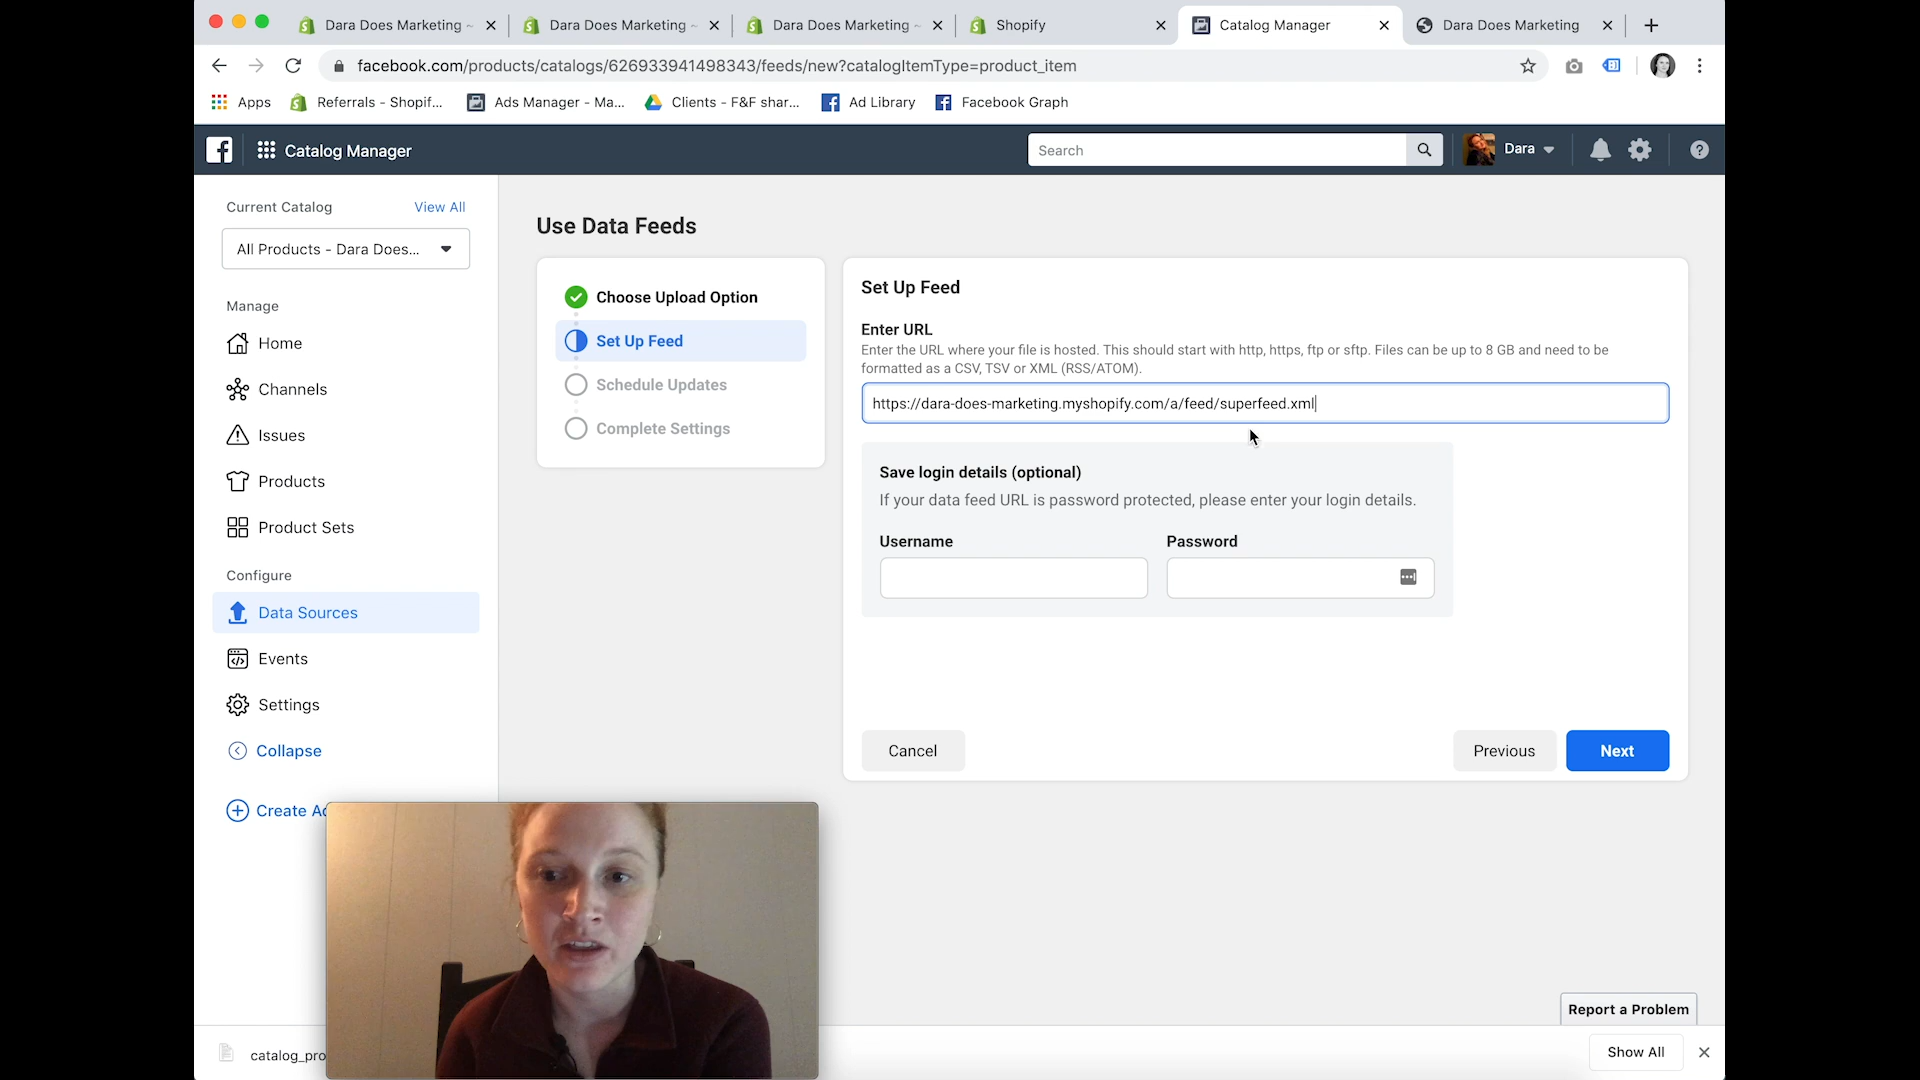 Dara Does Marketing ~
Dara Does Marketing ~
Dara Does Marketing ~
Shopify
Catalog Manager
Dara Does Marketing
facebook.com/products/catalogs/626933941498343/feeds/new?catalogItemType=product_item
Apps
Referrals - Shopif...
Ads Manager - Ma...
Clients - F&F shar...
Ad Library
Facebook Graph
Catalog Manager
Search
Dara
Current Catalog
View All
All Products - Dara Does...
Manage
Home
Channels
Issues
Products
Product Sets
Configure
Data Sources
Events
Settings
Collapse
Create Ad
Use Data Feeds
Choose Upload Option
Set Up Feed
Schedule Updates
Complete Settings
Set Up Feed
Enter URL
Enter the URL where your file is hosted. This should start with http, https, ftp or sftp. Files can be up to 8 GB and need to be
formatted as a CSV, TSV or XML (RSS/ATOM).
https://dara-does-marketing.myshopify.com/a/feed/superfeed.xml
Save login details (optional)
If your data feed URL is password protected, please enter your login details.
Username
Password
Cancel
Previous
Next
Report a Problem
catalog_pro
Show All